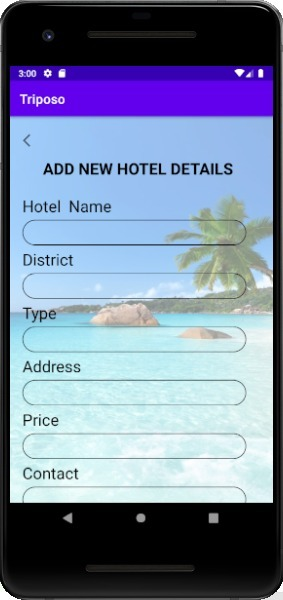 3:00
Triposo
ADD NEW HOTEL DETAILS
Hotel Name
District
Type
Address
Price
Contact